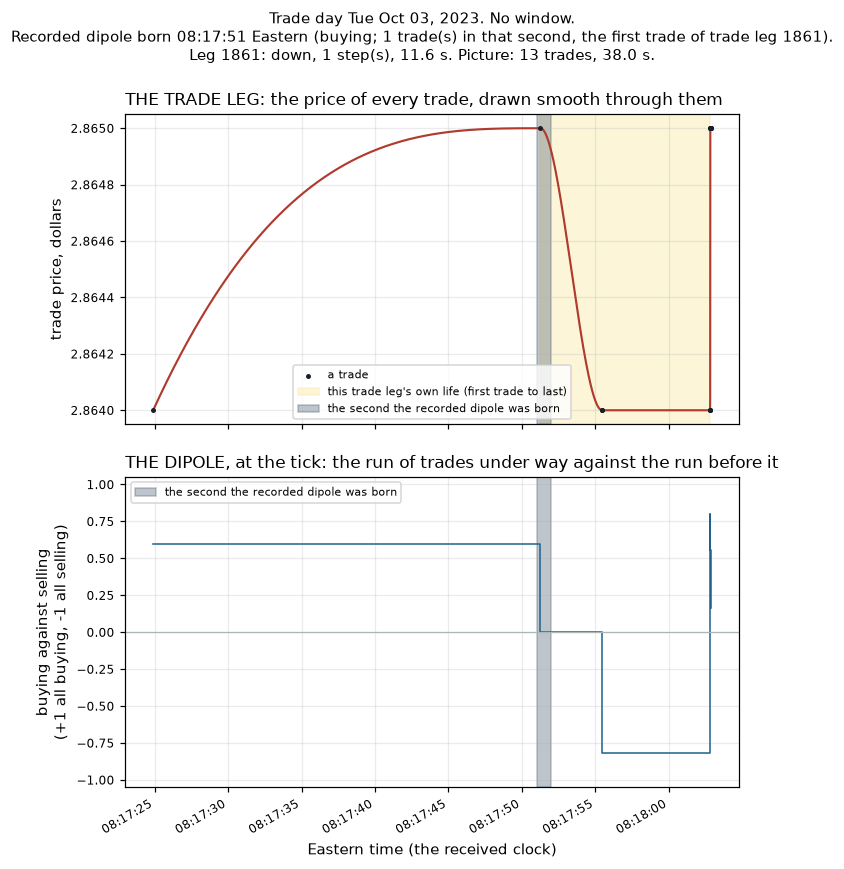 Trade day Tue Oct 03, 2023. No window.
Recorded dipole born 08:17:51 Eastern (buying; 1 trade(s) in that second, the first trade of trade leg 1861).
Leg 1861: down, 1 step(s), 11.6 s. Picture: 13 trades, 38.0 s.
THE TRADE LEG: the price of every trade, drawn smooth through them
trade price, dollars
2.8650
2.8648
2.8646
2.8644
2.8642
2.8640
a trade
this trade leg's own life (first trade to last)
the second the recorded dipole was born
THE DIPOLE, at the tick: the run of trades under way against the run before it
buying against selling
(+1 all buying, -1 all selling)
1.00
0.75
0.50
0.25
0.00
−0.25
−0.50
−0.75
−1.00
the second the recorded dipole was born
08:17:25
08:17:30
08:17:35
08:17:40
08:17:45
08:17:50
08:17:55
08:18:00
Eastern time (the received clock)